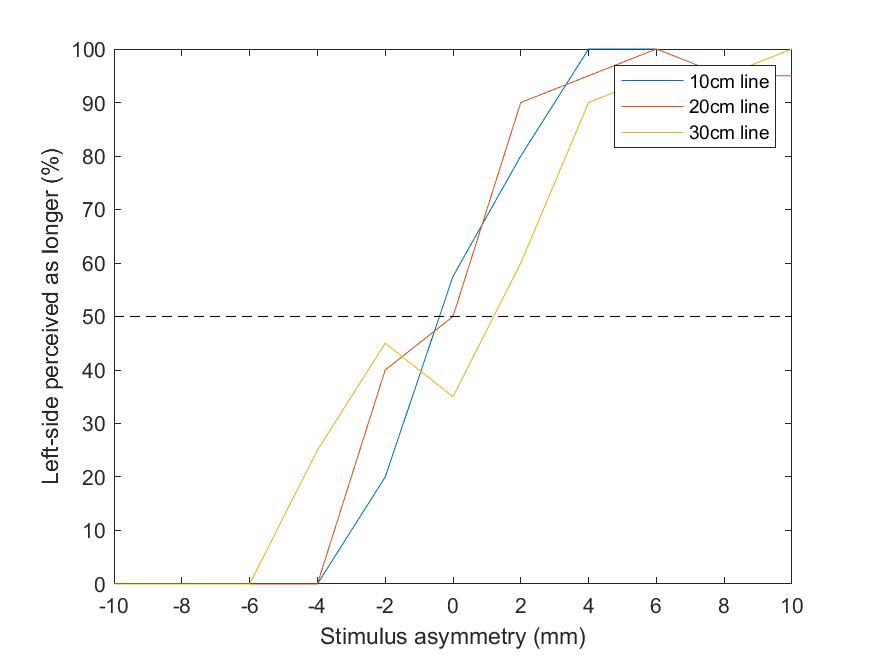 100
90
80
70
60
50
40
30
20
10
0
Left-side perceived as longer (%)
10cm line
20cm line
30cm line
-10 -8 -6 -4 -2 0 2 4 6 8 10
Stimulus asymmetry (mm)